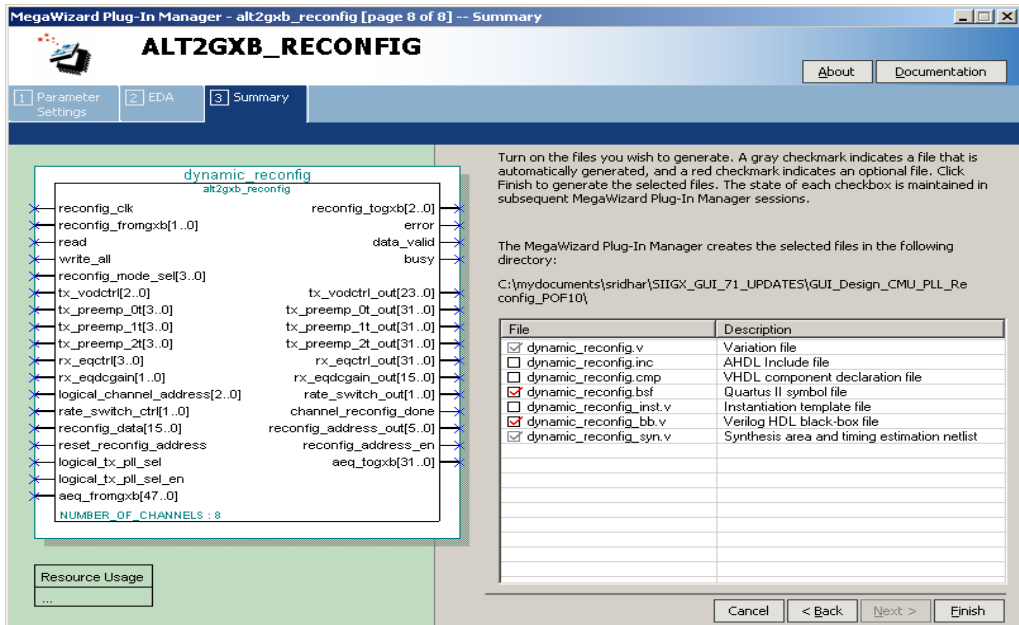 MegaWizard Plug-In Manager - alt2gxb_reconfig [page 8 of 8] -- Summary
ALT2GXB_RECONFIG
About
Documentation
1 Parameter Settings
2 EDA
3 Summary
dynamic_reconfig
alt2gxb_reconfig
reconfig_clk
reconfig_fromgxb[1..0]
read
write_all
reconfig_mode_sel[3..0]
tx_vodctrl[2..0]
tx_preemp_0t[3..0]
tx_preemp_1t[3..0]
tx_preemp_2t[3..0]
rx_eqctrl[3..0]
rx_eqdcgain[1..0]
logical_channel_address[2..0]
rate_switch_ctrl[1..0]
reconfig_data[15..0]
reset_reconfig_address
logical_tx_pll_sel
logical_tx_pll_sel_en
aeq_fromgxb[47..0]
reconfig_togxb[2..0]
error
data_valid
busy
tx_vodctrl_out[23..0]
tx_preemp_0t_out[31..0]
tx_preemp_1t_out[31..0]
tx_preemp_2t_out[31..0]
rx_eqctrl_out[31..0]
rx_eqdcgain_out[15..0]
rate_switch_out[1..0]
channel_reconfig_done
reconfig_address_out[5..0]
reconfig_address_en
aeq_togxb[31..0]
NUMBER_OF_CHANNELS : 8
Resource Usage
...
Turn on the files you wish to generate. A gray checkmark indicates a file that is
automatically generated, and a red checkmark indicates an optional file. Click
Finish to generate the selected files. The state of each checkbox is maintained in
subsequent MegaWizard Plug-In Manager sessions.
The MegaWizard Plug-In Manager creates the selected files in the following
directory:
C:\mydocuments\sridhar\SIIGX_GUI_71_UPDATES\GUI_Design_CMU_PLL_Re
config_POF10\
File Description
dynamic_reconfig.v Variation file
dynamic_reconfig.inc AHDL Include file
dynamic_reconfig.cmp VHDL component declaration file
dynamic_reconfig.bsf Quartus II symbol file
dynamic_reconfig_inst.v Instantiation template file
dynamic_reconfig_bb.v Verilog HDL black-box file
dynamic_reconfig_syn.v Synthesis area and timing estimation netlist
Cancel
< Back
Next >
Finish